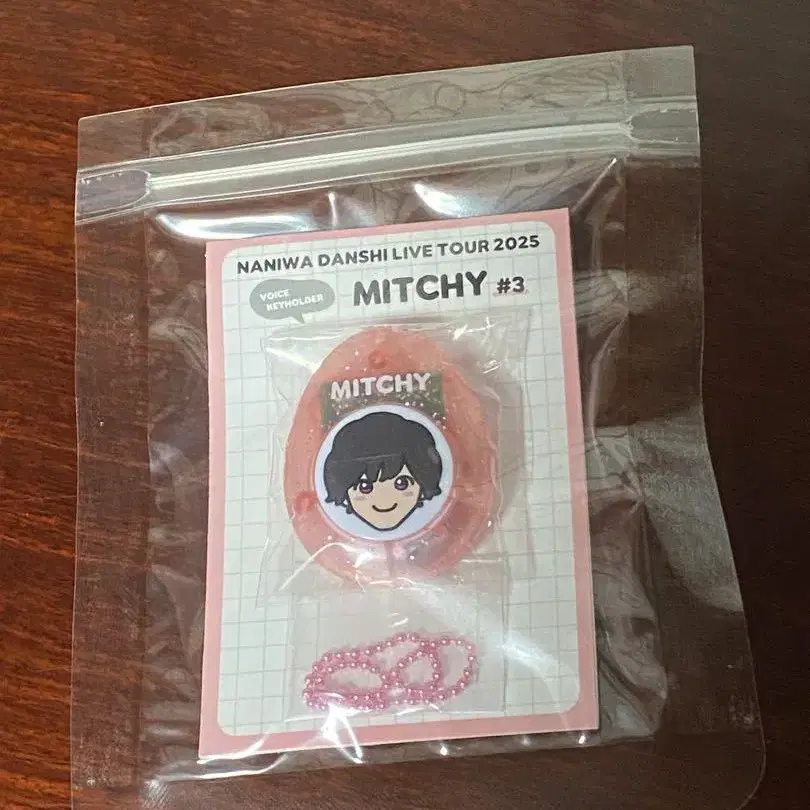 NANIWA DANSHI LIVE TOUR 2025
VOICE
KEYHOLDER
MITCHY #3
MITCHY